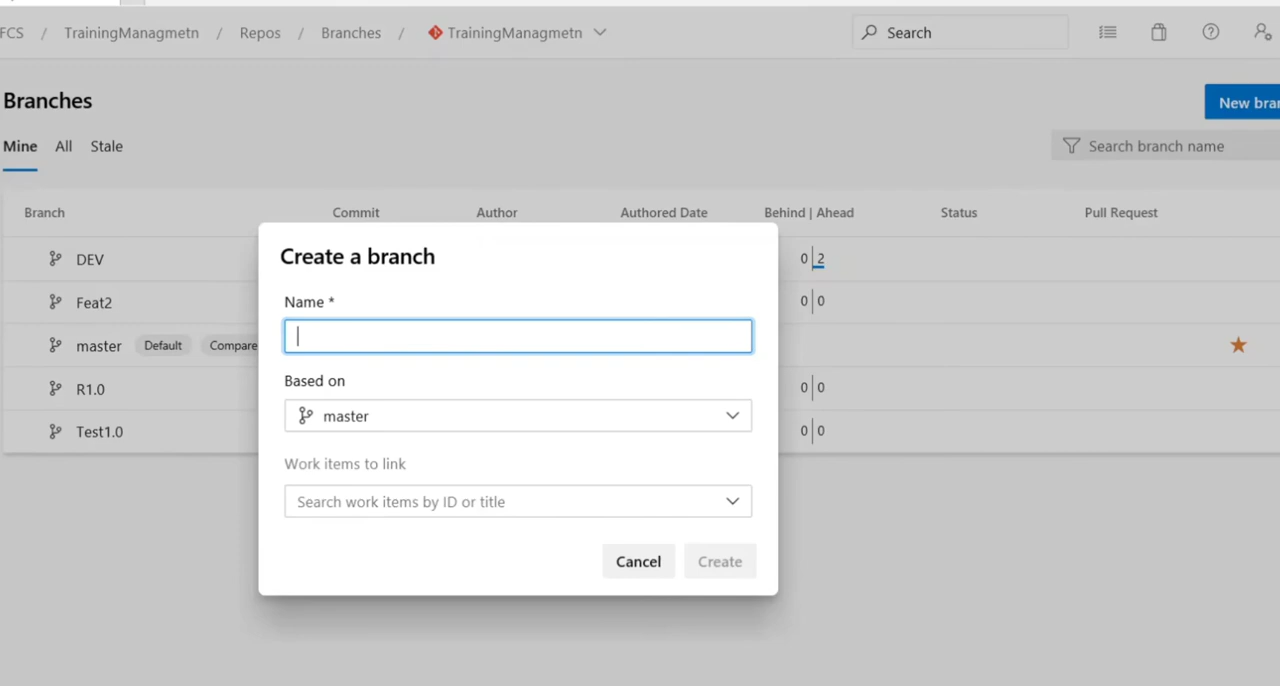 FCS / TrainingManagmetn / Repos / Branches / TrainingManagmetn Search
Branches
New bra
Mine All Stale
Search branch name
Branch Commit Author Authored Date Behind | Ahead Status Pull Request
DEV 0 2
Feat2 0 0
master Default Compare
R1.0 0 0
Test1.0 0 0
Create a branch
Name *
Based on
master
Work items to link
Search work items by ID or title
Cancel Create